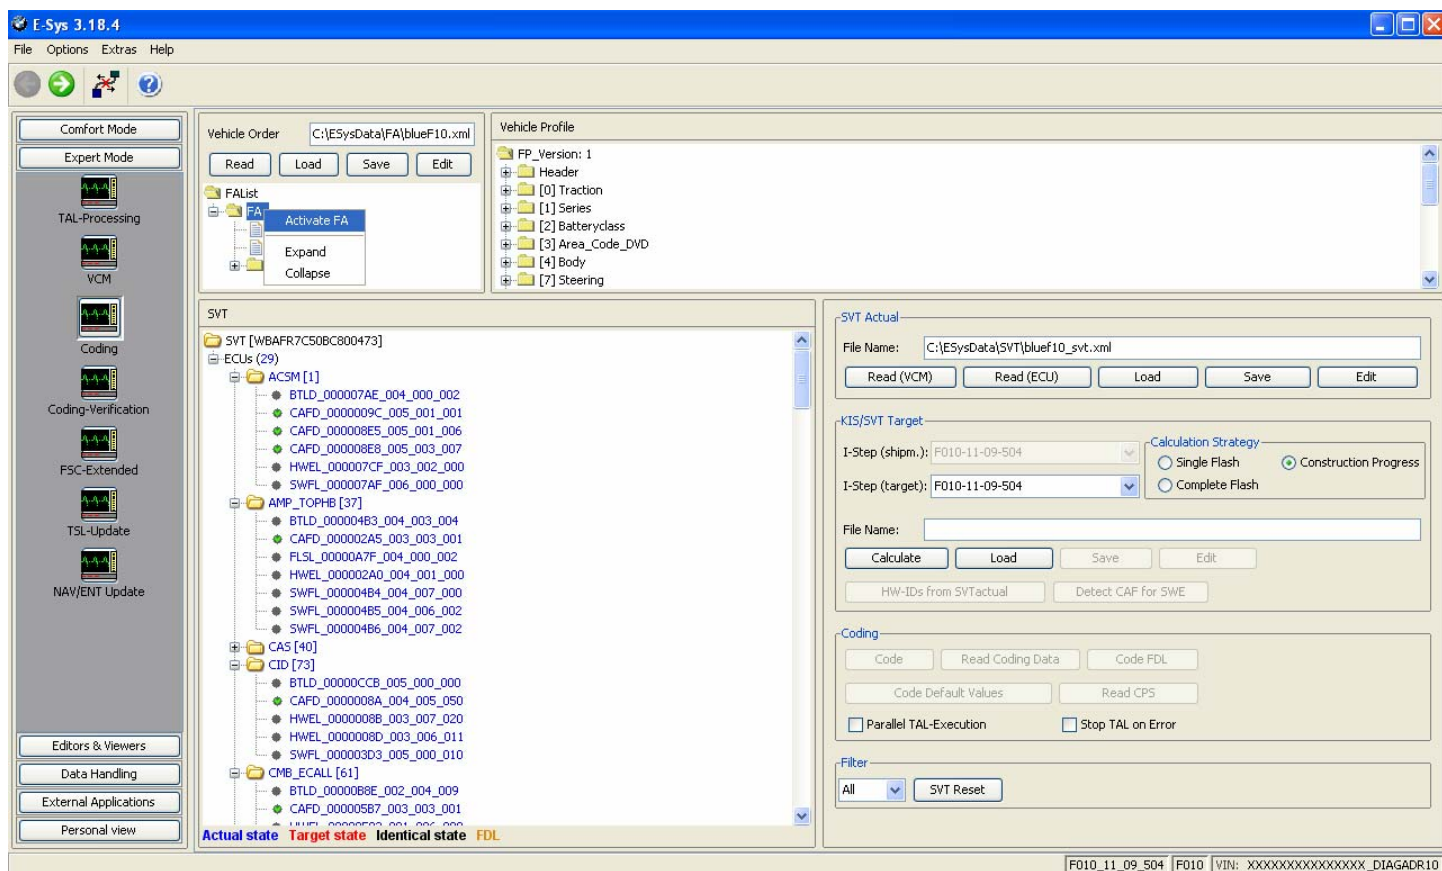 E-Sys 3.18.4
File Options Extras Help
Comfort Mode
Expert Mode
TAL-Processing
VCM
Coding
Coding-Verification
FSC-Extended
TSL-Update
NAV/ENT Update
Editors & Viewers
Data Handling
External Applications
Personal view
Vehicle Order C:\ESysData\FA\blueF10.xml
Read Load Save Edit
FAList
FA
Activate FA
Expand
Collapse
Vehicle Profile
FP_Version: 1
Header
[0] Traction
[1] Series
[2] Batteryclass
[3] Area_Code_DVD
[4] Body
[7] Steering
SVT
SVT [WBAFR7C50BC800473]
ECUs (29)
ACSM [1]
BTLD_000007AE_004_000_002
CAFD_0000009C_005_001_001
CAFD_000008E5_005_001_006
CAFD_000008E8_005_003_007
HWEL_000007CF_003_002_000
SWFL_000007AF_006_000_000
AMP_TOPHB [37]
BTLD_000004B3_004_003_004
CAFD_000002A5_003_003_001
FLSL_00000A7F_004_000_002
HWEL_000002A0_004_001_000
SWFL_000004B4_004_007_000
SWFL_000004B5_004_006_002
SWFL_000004B6_004_007_002
CAS [40]
CID [73]
BTLD_00000CCB_005_000_000
CAFD_0000008A_004_005_050
HWEL_0000008B_003_007_020
HWEL_0000008D_003_006_011
SWFL_000003D3_005_000_010
CMB_ECALL [61]
BTLD_00000B8E_002_004_009
CAFD_000005B7_003_003_001
Actual state Target state Identical state FDL
SVT Actual
File Name: C:\ESysData\SVT\bluef10_svt.xml
Read (VCM) Read (ECU) Load Save Edit
KIS/SVT Target
I-Step (shipm.): F010-11-09-504
I-Step (target): F010-11-09-504
Calculation Strategy
Single Flash Construction Progress
Complete Flash
File Name:
Calculate Load Save Edit
HW-IDs from SVTactual Detect CAF for SWE
Coding
Code Read Coding Data Code FDL
Code Default Values Read CPS
Parallel TAL-Execution Stop TAL on Error
Filter
All SVT Reset
F010_11_09_504 F010 VIN: XXXXXXXXXXXXXXX _DIAGADR10